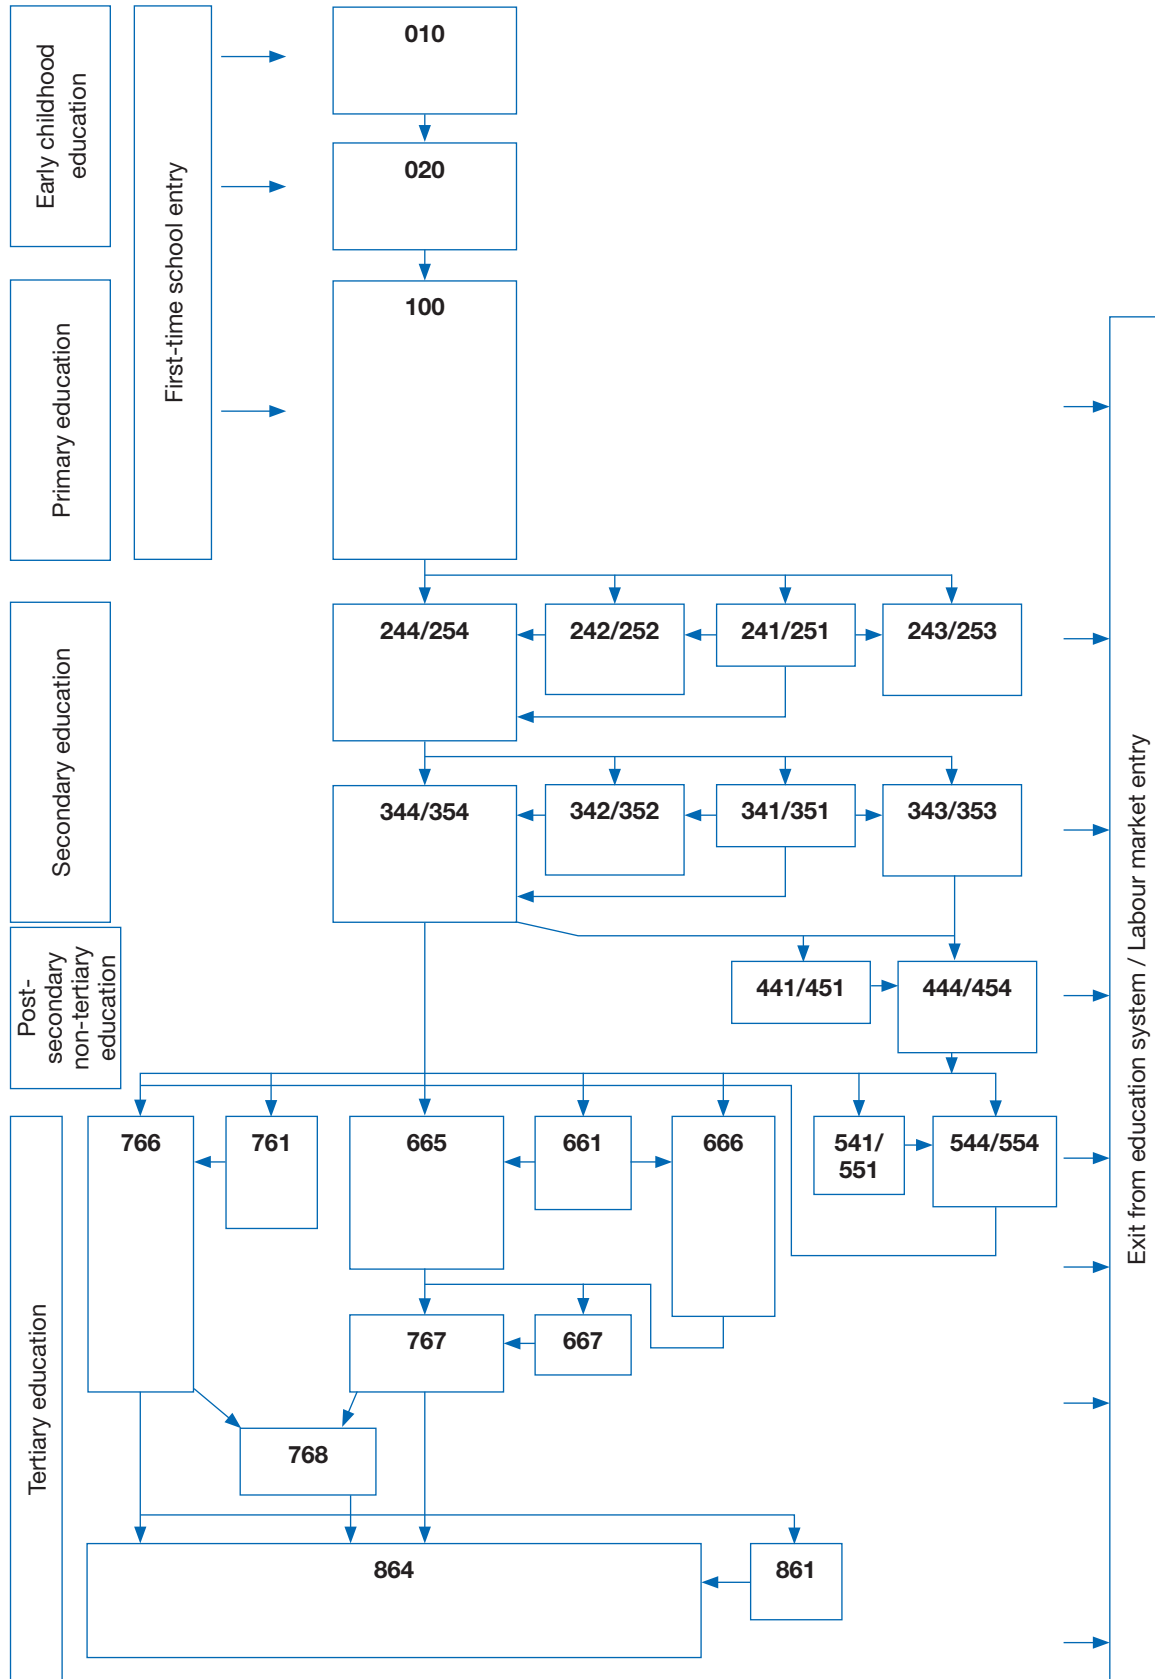 Early childhood
education
First-time school entry
010
020
Primary education
100
Secondary education
244/254
242/252
241/251
243/253
344/354
342/352
341/351
343/353
Post-
secondary
non-tertiary
education
441/451
444/454
Tertiary education
766
761
665
661
666
541/
551
544/554
767
667
768
864
861
Exit from education system / Labour market entry